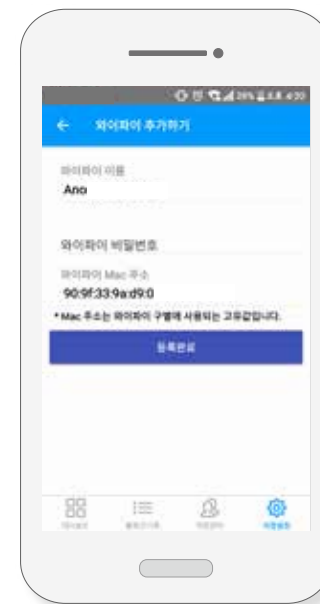 와이파이 추가하기
와이파이 이름
Ano
와이파이 비밀번호
와이파이 Mac 주소
90:9f:33:9a:d9:0
* Mac 주소는 와이파이 구별에 사용되는 고유값입니다.
등록완료